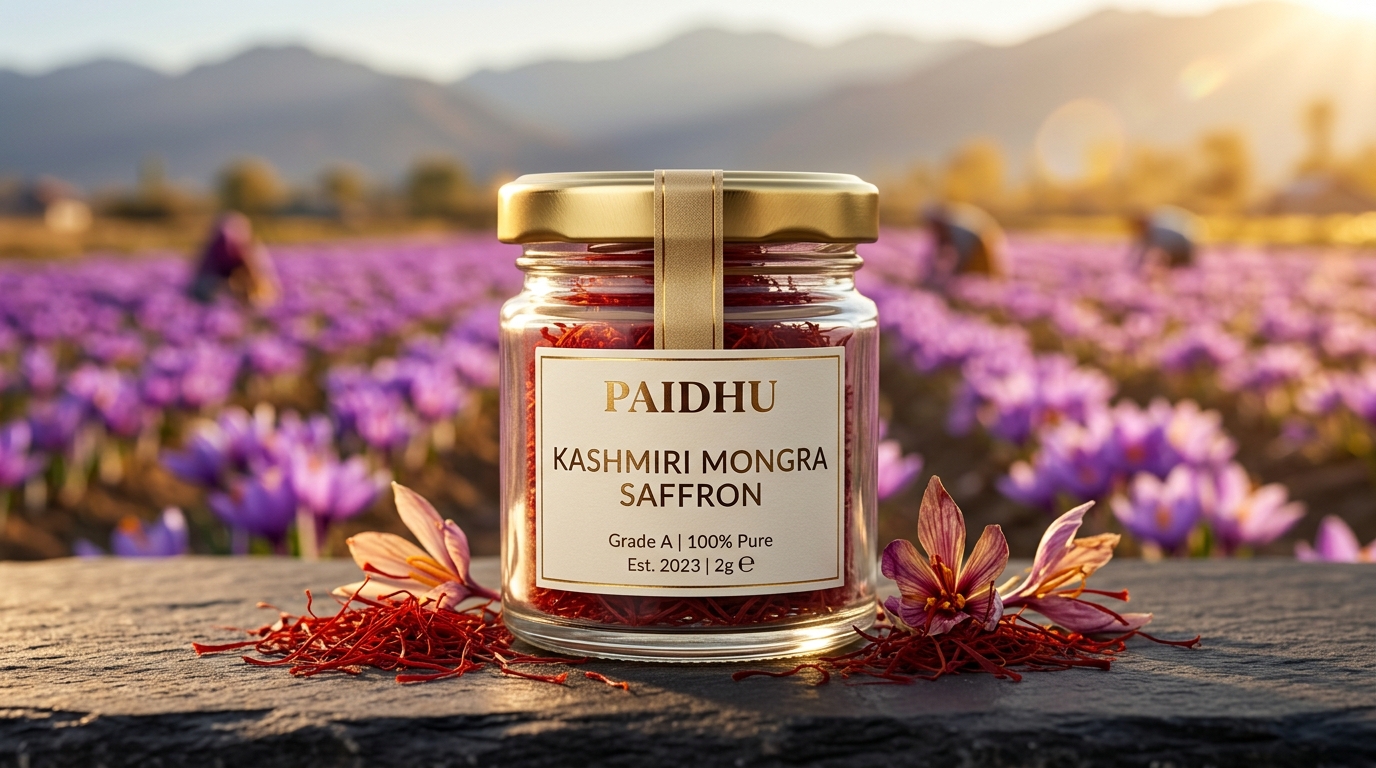 PAIDHU
KASHMIRI MONGRA
SAFFRON
Grade A | 100% Pure
Est. 2023 | 2g ℮